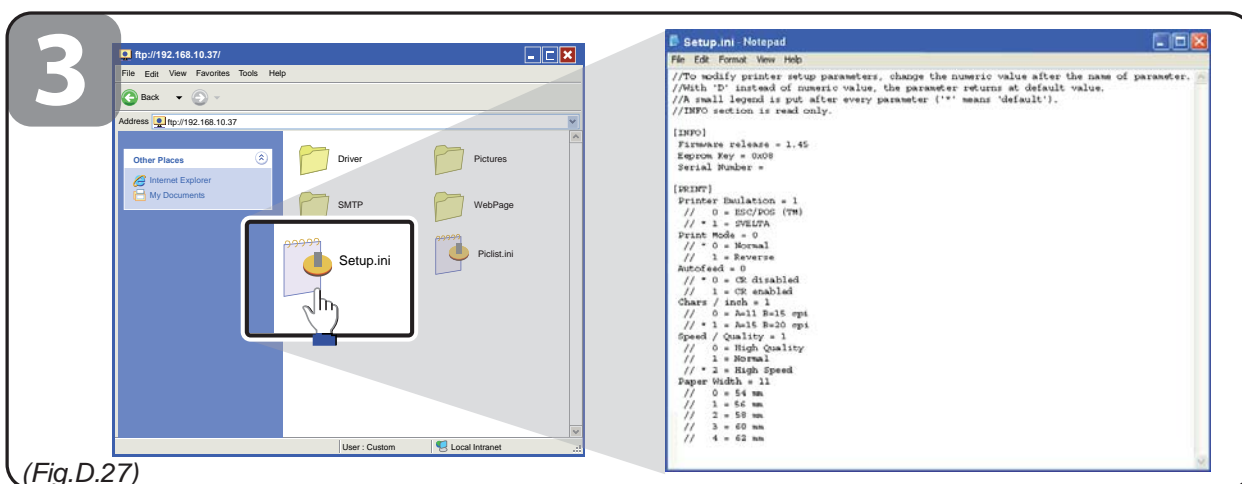 3
ftp://192.168.10.37/
File Edit View Favorites Tools Help
Back
Address ftp://192.168.10.37
Other Places
Internet Explorer
My Documents
Driver
Pictures
SMTP
WebPage
Setup.ini
Piclist.ini
User : Custom
Local Intranet
Setup.ini - Notepad
File Edit Format View Help
//To modify printer setup parameters, change the numeric value after the name of parameter.
//With 'D' instead of numeric value, the parameter returns at default value.
//A small legend is put after every parameter ('*' means 'default').
//INFO section is read only.
[INFO]
Firmware release = 1.45
Eeprom Key = 0x08
Serial Number =
[PRINT]
Printer Emulation = 1
// 0 = ESC/POS (TM)
// * 1 = SVELTA
Print Mode = 0
// * 0 = Normal
// 1 = Reverse
Autofeed = 0
// * 0 = CR disabled
// 1 = CR enabled
Chars / inch = 1
// 0 = A=11 B=15 cpi
// * 1 = A=15 B=20 cpi
Speed / Quality = 1
// 0 = High Quality
// 1 = Normal
// * 2 = High Speed
Paper Width = 11
// 0 = 54 mm
// 1 = 56 mm
// 2 = 58 mm
// 3 = 60 mm
// 4 = 62 mm
(Fig.D.27)